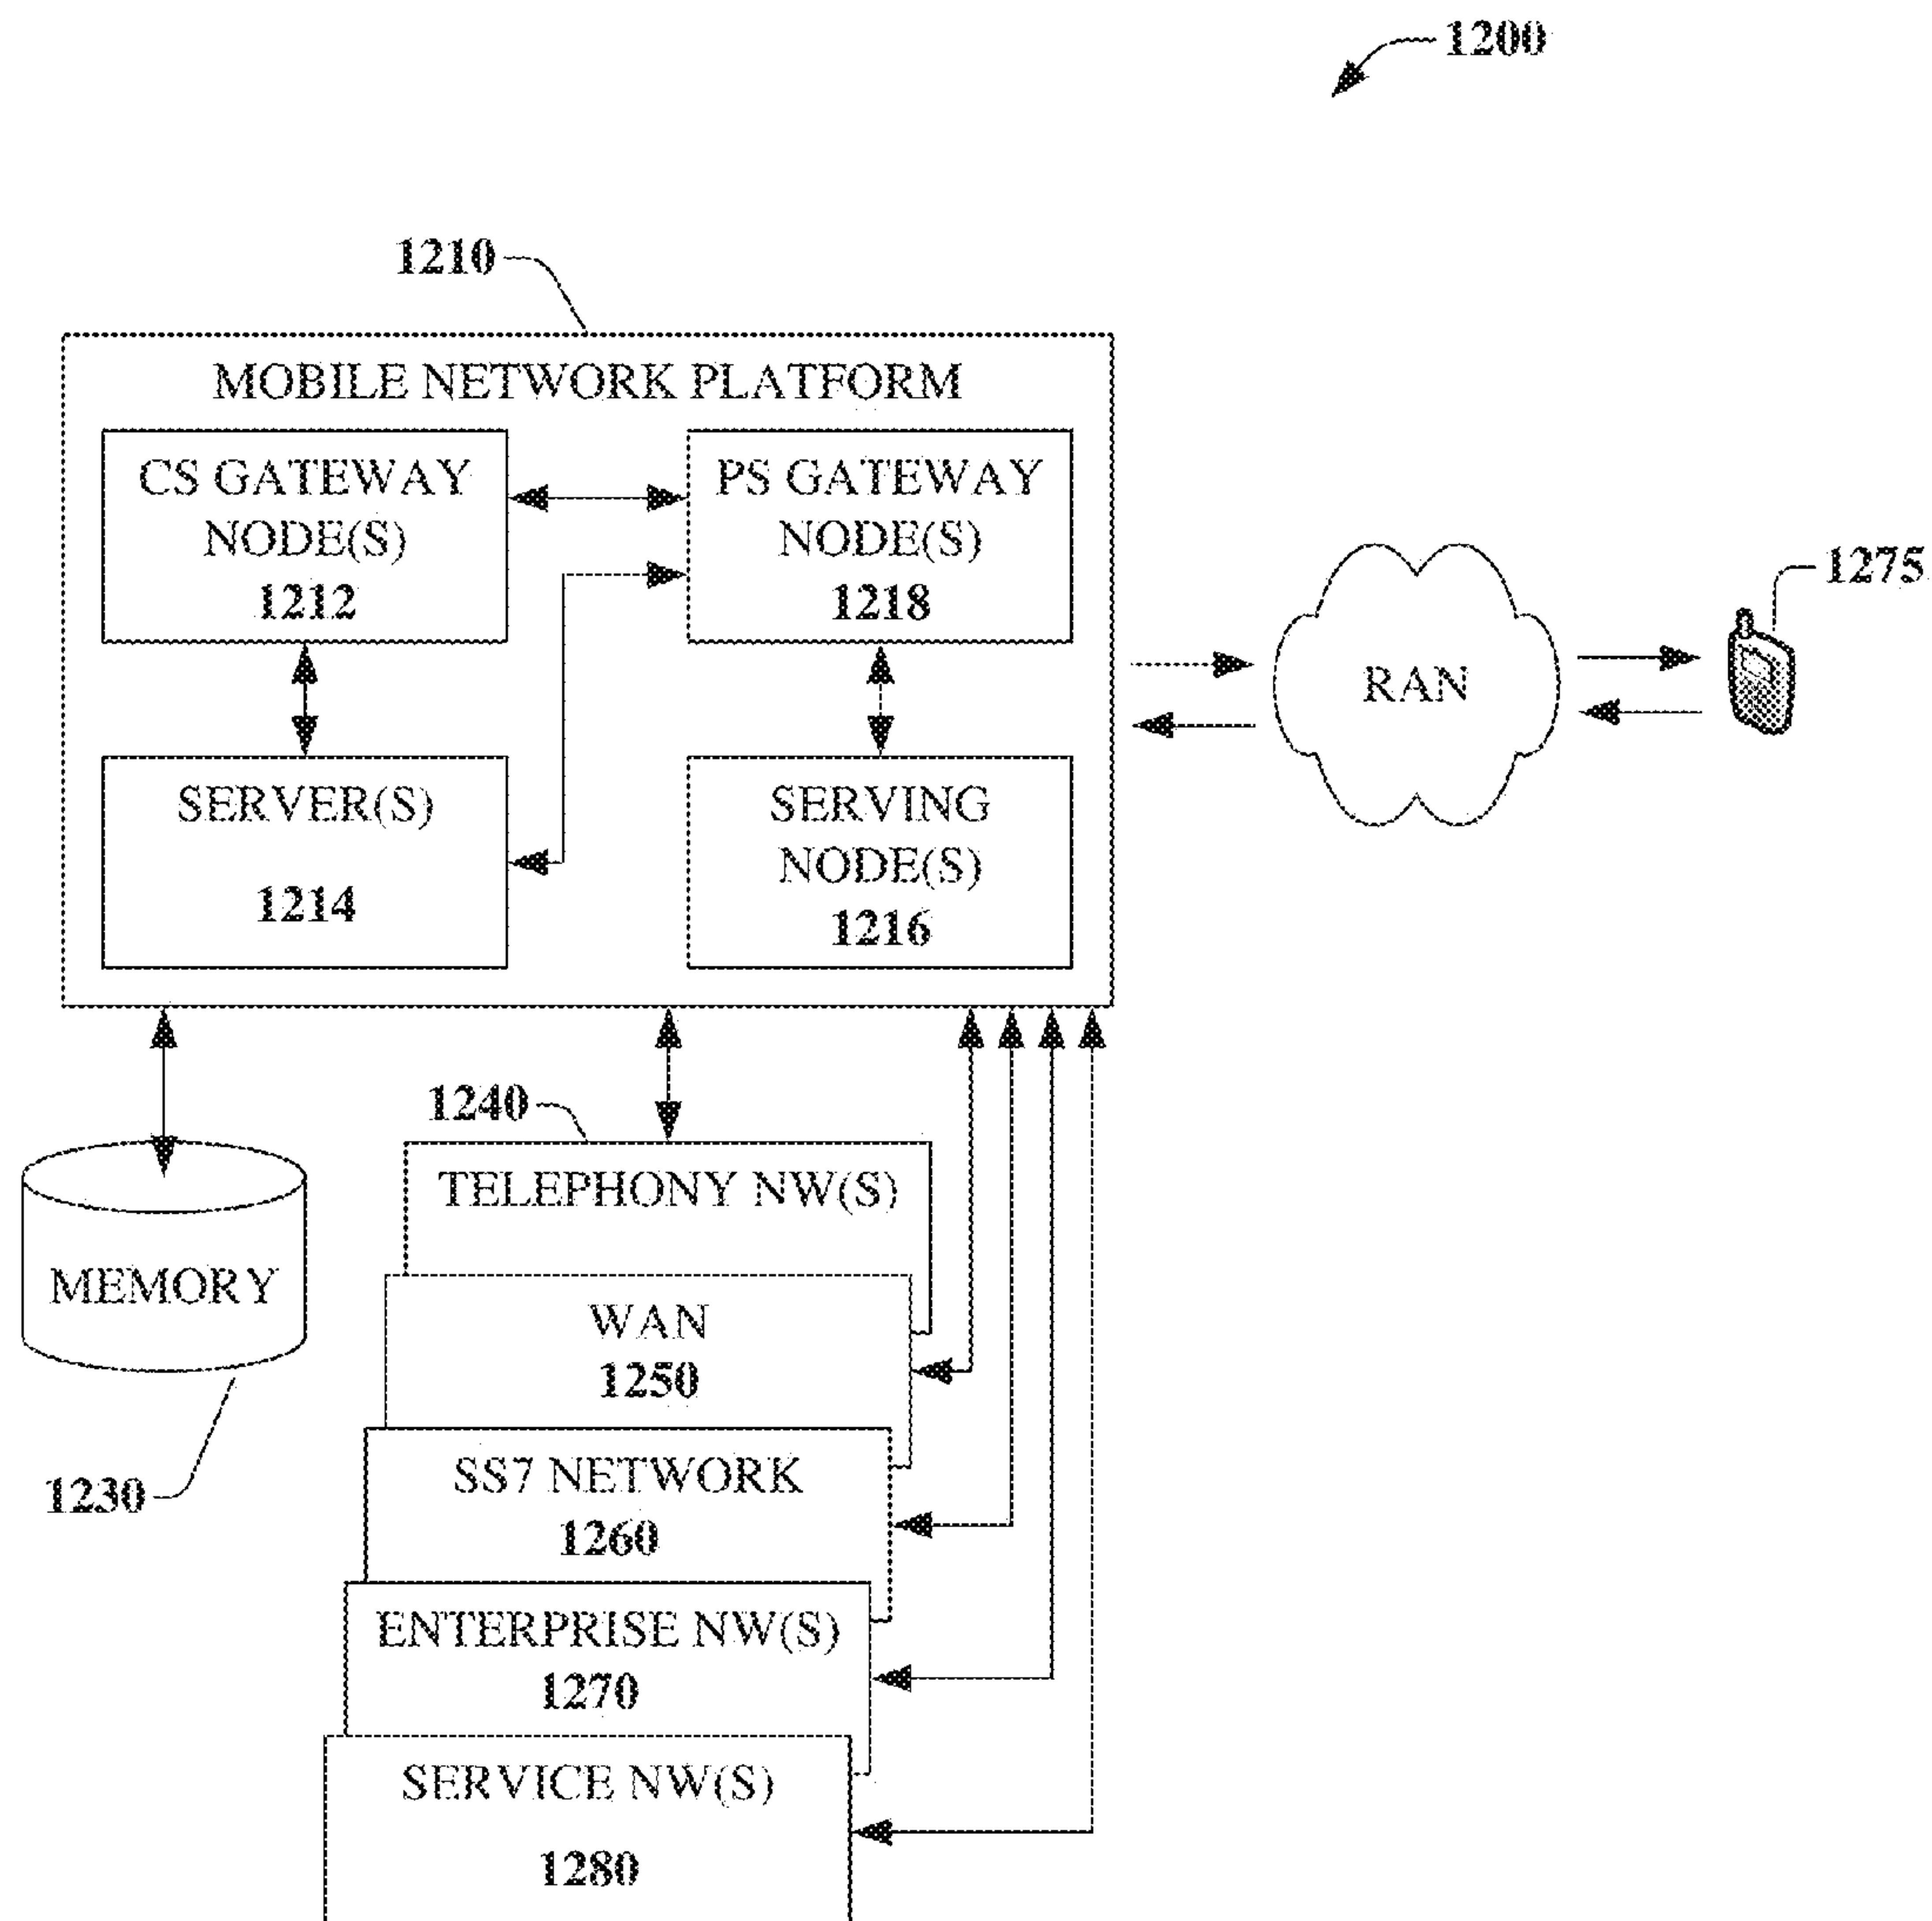 1200
1210
MOBILE NETWORK PLATFORM
CS GATEWAY
NODE(S)
1212
PS GATEWAY
NODE(S)
1218
SERVER(S)
1214
SERVING
NODE(S)
1216
RAN
1275
1240
TELEPHONY NW(S)
MEMORY
1230
WAN
1250
SS7 NETWORK
1260
ENTERPRISE NW(S)
1270
SERVICE NW(S)
1280